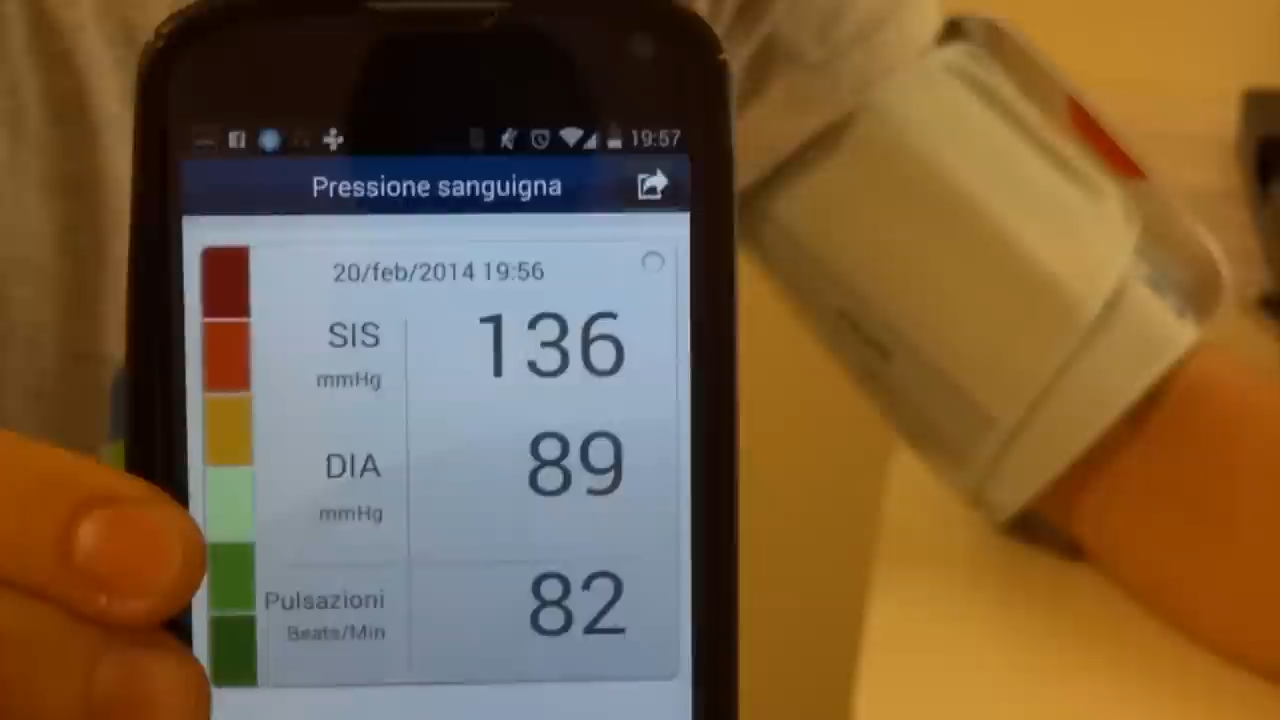 19:57
Pressione sanguigna
20/feb/2014 19:56
SIS 136
mmHg
DIA 89
mmHg
Pulsazioni 82
Beats/Min